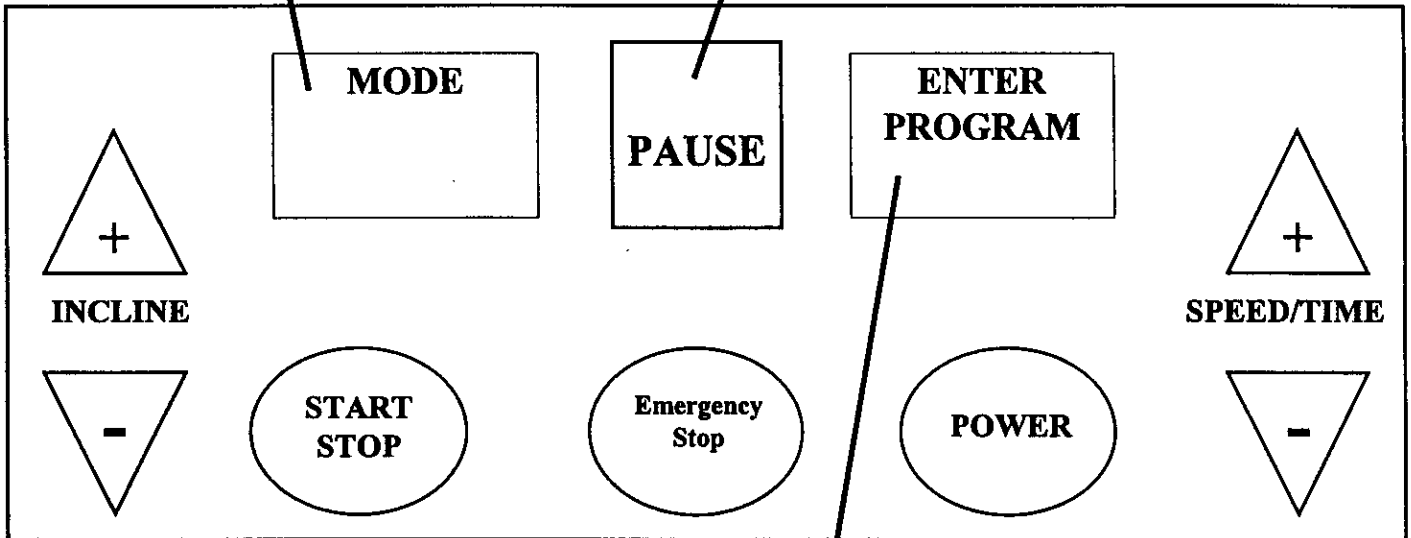 MODE
PAUSE
ENTER
PROGRAM
+
INCLINE
-
+
SPEED/TIME
-
START
STOP
Emergency
Stop
POWER